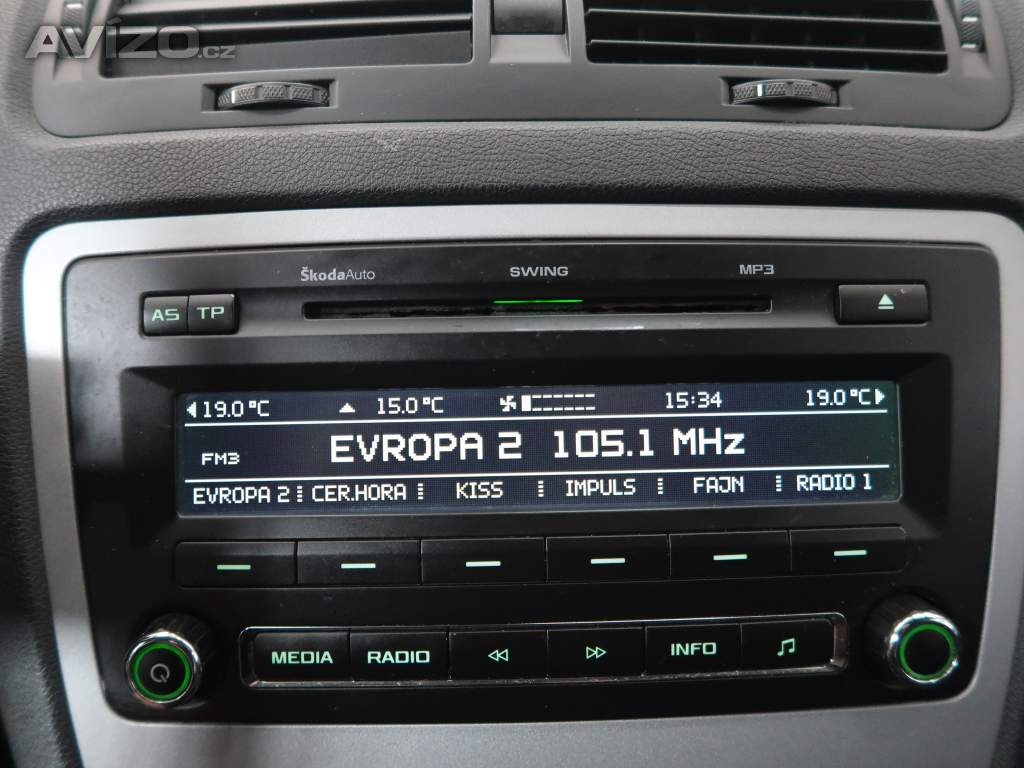 AVÍZO.cz
ŠkodaAuto SWING MP3
AS TP
19.0 °C 15.0 °C 15:34 19.0 °C
EVROPA 2 105.1 MHz
FM3
EVROPA 2 CER.HORA KISS IMPULS FAJN RADIO 1
MEDIA RADIO INFO